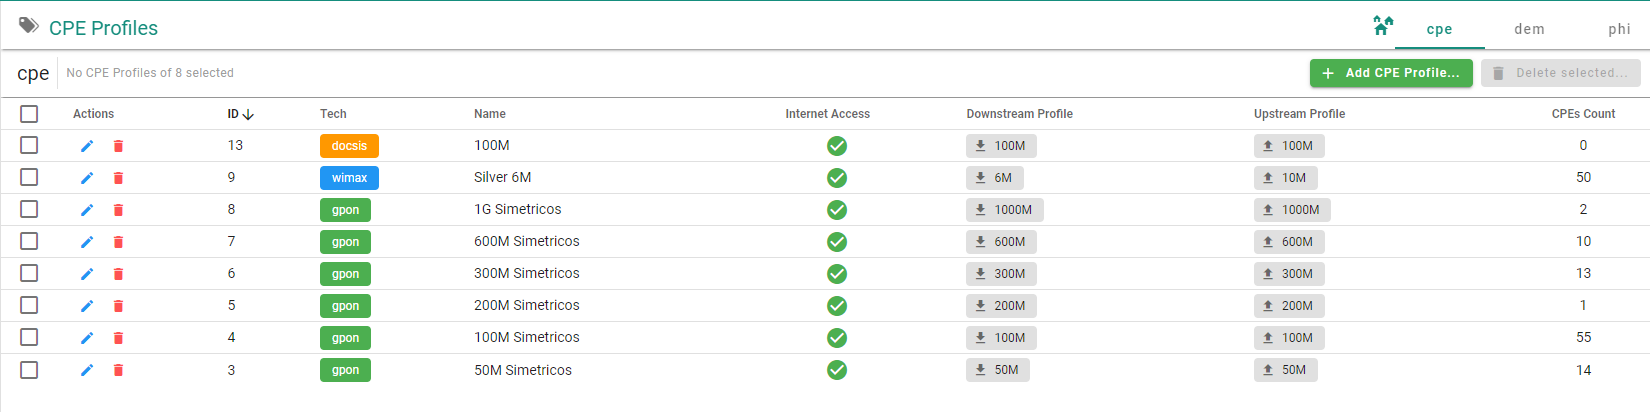 CPE Profiles cpe dem phi
cpe No CPE Profiles of 8 selected Add CPE Profile... Delete selected...
Actions ID Tech Name Internet Access Downstream Profile Upstream Profile CPEs Count
13 docsis 100M 100M 100M 0
9 wimax Silver 6M 6M 10M 50
8 gpon 1G Simetricos 1000M 1000M 2
7 gpon 600M Simetricos 600M 600M 10
6 gpon 300M Simetricos 300M 300M 13
5 gpon 200M Simetricos 200M 200M 1
4 gpon 100M Simetricos 100M 100M 55
3 gpon 50M Simetricos 50M 50M 14